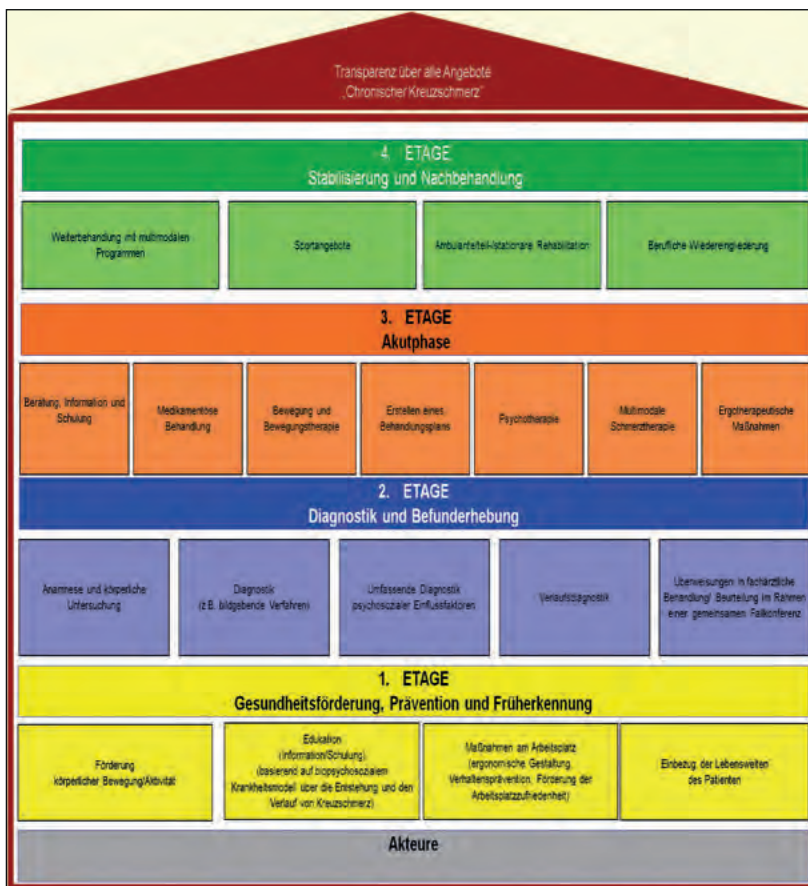 Transparenz über alle Angebote
„Chronischer Kreuzschmerz"
4. ETAGE
Stabilisierung und Nachbehandlung
Weiterbehandlung mit multimodalen
Programmen
Sportangebote
Ambulante/teil-/stationäre Rehabilitation
Berufliche Wiedereingliederung
3. ETAGE
Akutphase
Beratung, Information und
Schulung
Medikamentöse
Behandlung
Bewegung und
Bewegungstherapie
Erstellen eines
Behandlungsplans
Psychotherapie
Multimodale
Schmerztherapie
Ergotherapeutische
Maßnahmen
2. ETAGE
Diagnostik und Befunderhebung
Anamnese und körperliche
Untersuchung
Diagnostik
(z.B. bildgebende Verfahren)
Umfassende Diagnostik
psychosozialer Einflussfaktoren
Verlaufsdiagnostik
Überweisungen in fachärztliche
Behandlung/ Beurteilung im Rahmen
einer gemeinsamen Fallkonferenz
1. ETAGE
Gesundheitsförderung, Prävention und Früherkennung
Förderung
körperlicher Bewegung/Aktivität
Edukation
(Information/Schulung)
(basierend auf biopsychosozialem
Krankheitsmodell über die Entstehung und den
Verlauf von Kreuzschmerz)
Maßnahmen am Arbeitsplatz
(ergonomische Gestaltung,
Verhaltensprävention, Förderung der
Arbeitsplatzzufriedenheit)
Einbezug der Lebenswelten
des Patienten
Akteure